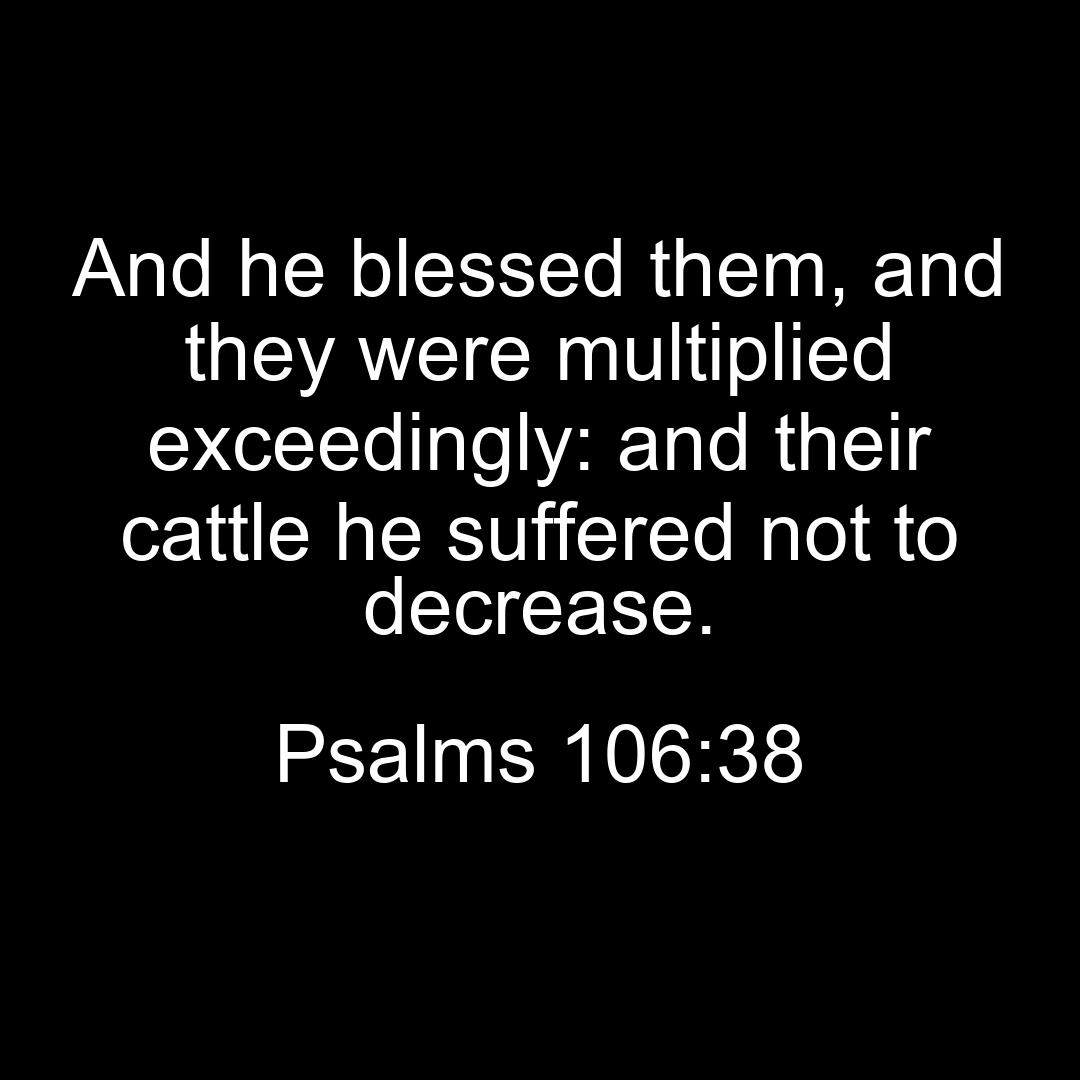 And he blessed them, and
they were multiplied
exceedingly: and their
cattle he suffered not to
decrease.
Psalms 106:38